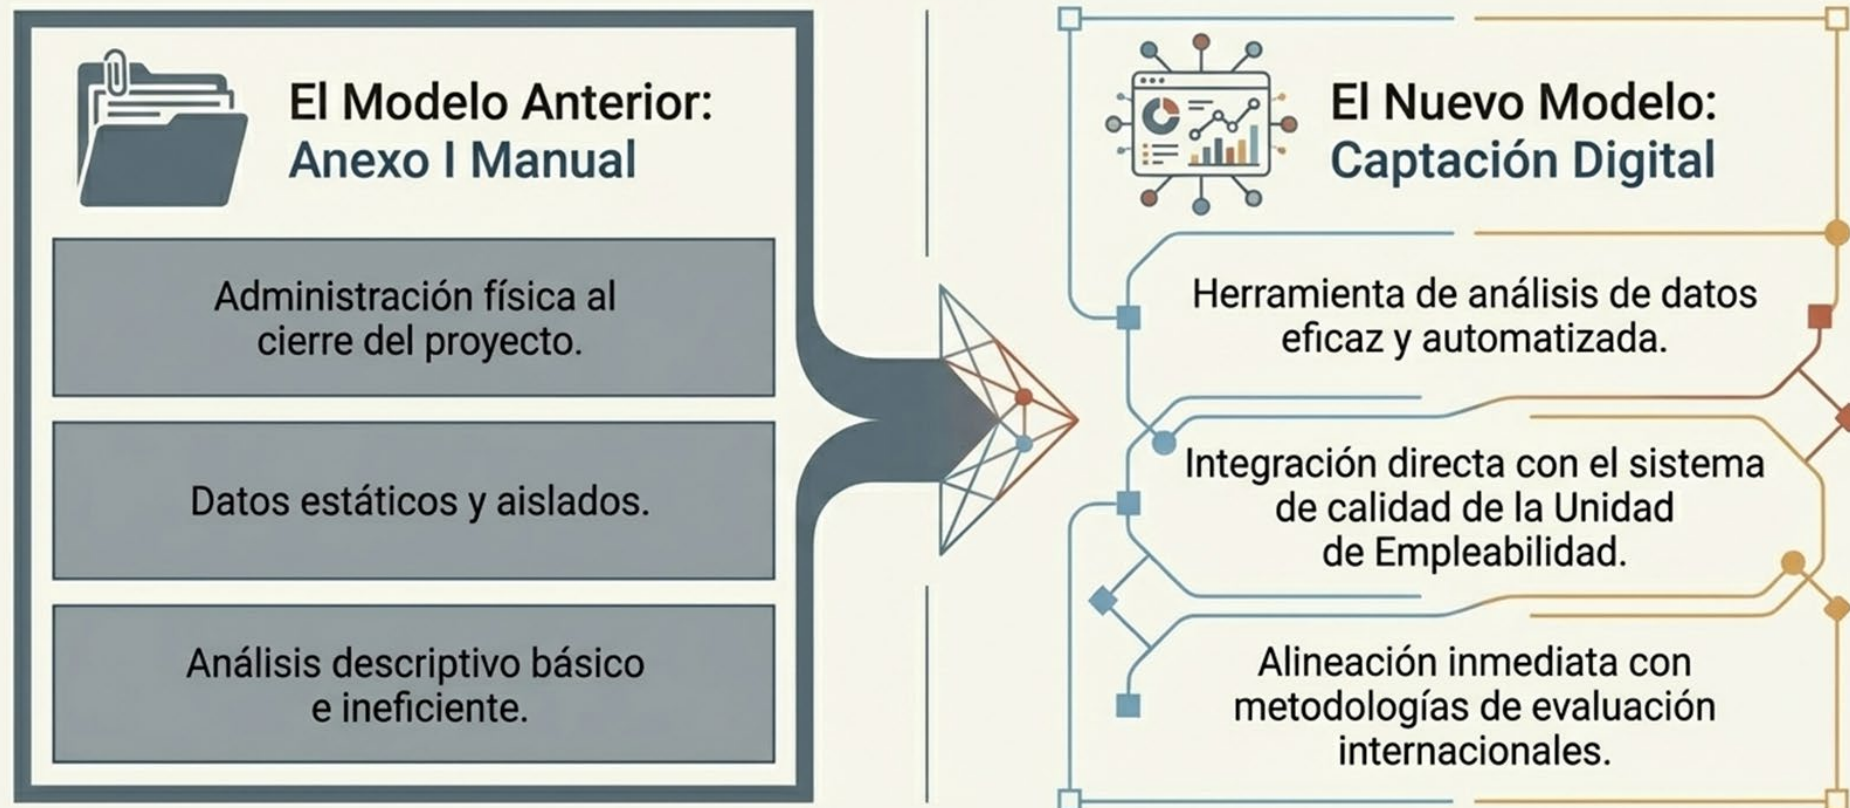 El Modelo Anterior:
Anexo I Manual
Administración física al
cierre del proyecto.
Datos estáticos y aislados.
Análisis descriptivo básico
e ineficiente.
El Nuevo Modelo:
Captación Digital
Herramienta de análisis de datos
eficaz y automatizada.
Integración directa con el sistema
de calidad de la Unidad
de Empleabilidad.
Alineación inmediata con
metodologías de evaluación
internacionales.